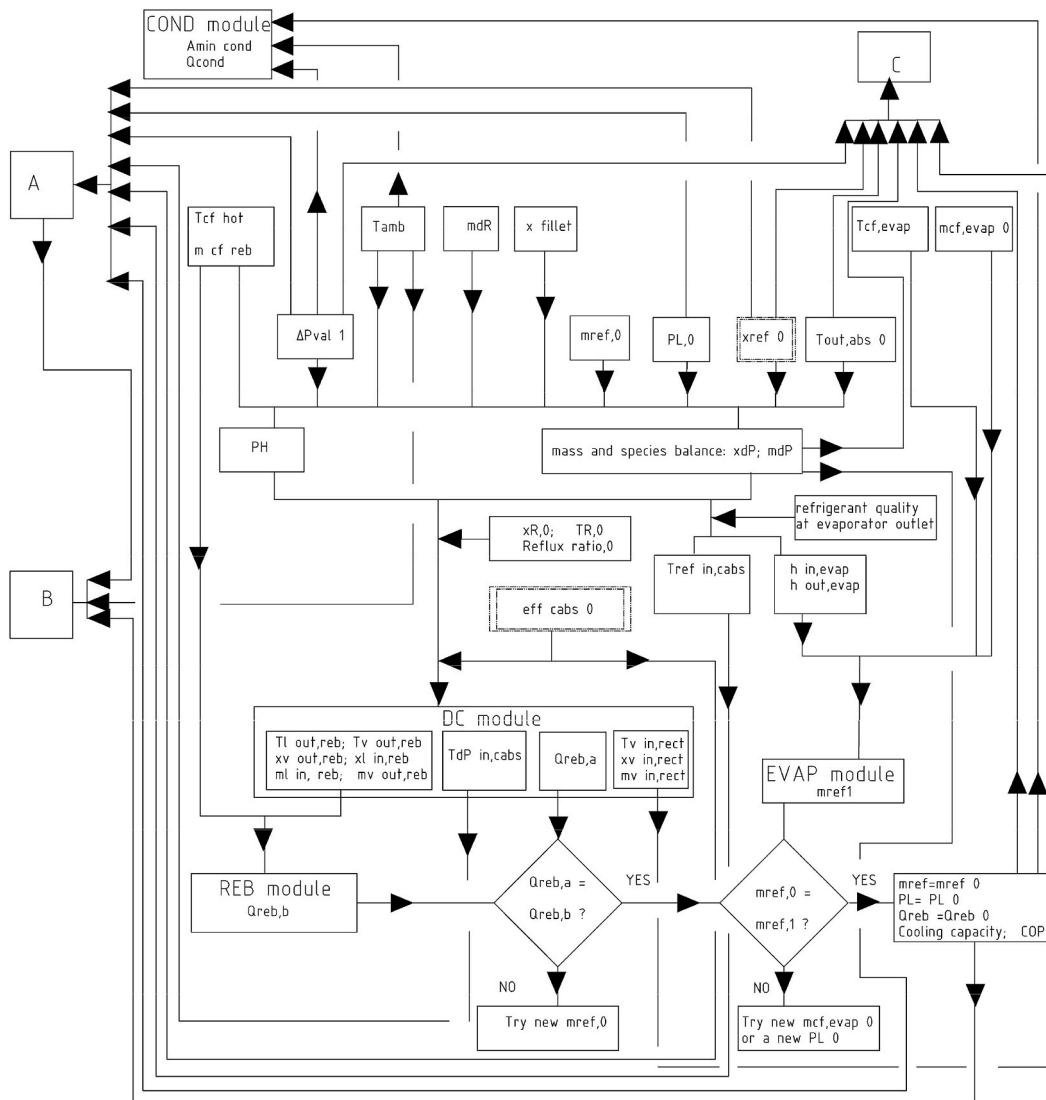 COND module
Amin cond
Qcond
C
A
Tcf hot
m cf reb
Tamb
mdR
x fillet
Tcf,evap
mcf,evap 0
ΔPval 1
mref,0
PL,0
xref 0
Tout,abs 0
PH
mass and species balance: xdP; mdP
refrigerant quality
at evaporator outlet
xR,0; TR,0
Reflux ratio,0
Tref in,cabs
h in,evap
h out,evap
B
eff cabs 0
DC module
Tl out,reb; Tv out,reb
xv out,reb; xl in,reb
ml in, reb; mv out,reb
TdP in,cabs
Qreb,a
Tv in,rect
xv in,rect
mv in,rect
EVAP module
mref1
REB module
Qreb,b
Qreb,a =
Qreb,b ?
YES
mref,0 =
mref,1 ?
YES
mref=mref 0
PL= PL 0
Qreb =Qreb 0
Cooling capacity; COP
NO
Try new mref,0
NO
Try new mcf,evap 0
or a new PL 0